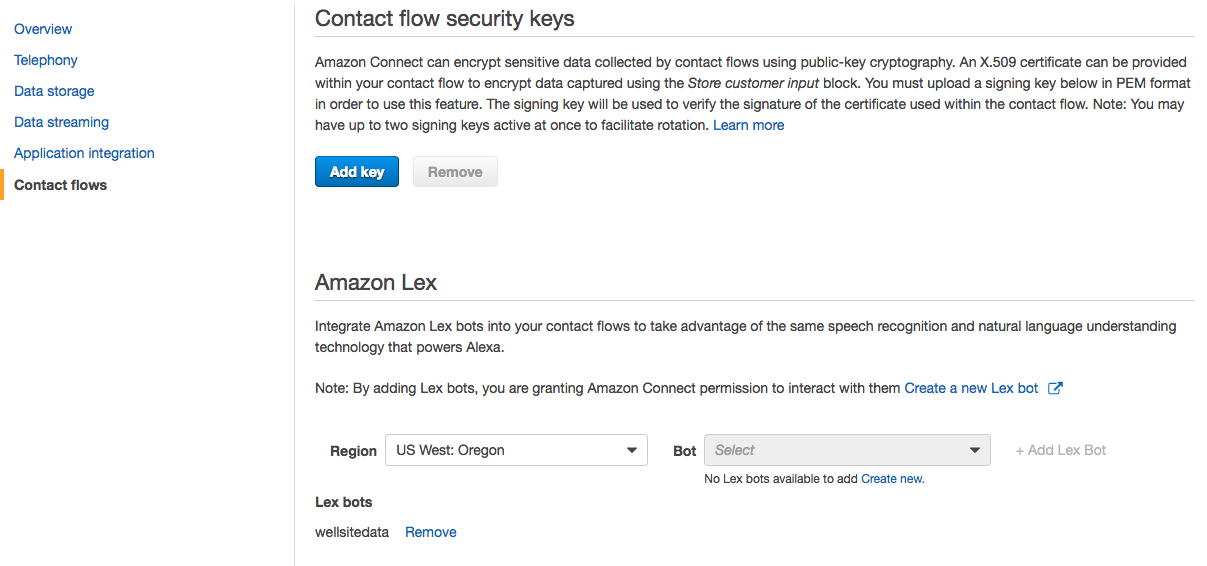 Overview
Telephony
Data storage
Data streaming
Application integration
Contact flows
Contact flow security keys
Amazon Connect can encrypt sensitive data collected by contact flows using public-key cryptography. An X.509 certificate can be provided
within your contact flow to encrypt data captured using the Store customer input block. You must upload a signing key below in PEM format
in order to use this feature. The signing key will be used to verify the signature of the certificate used within the contact flow. Note: You may
have up to two signing keys active at once to facilitate rotation. Learn more
Add key Remove
Amazon Lex
Integrate Amazon Lex bots into your contact flows to take advantage of the same speech recognition and natural language understanding
technology that powers Alexa.
Note: By adding Lex bots, you are granting Amazon Connect permission to interact with them Create a new Lex bot
Region US West: Oregon Bot Select + Add Lex Bot
No Lex bots available to add Create new.
Lex bots
wellsitedata Remove